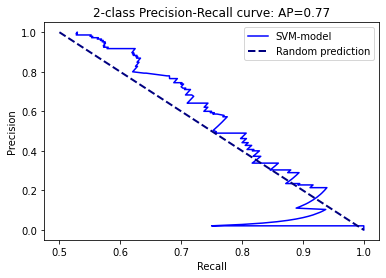 2-class Precision-Recall curve: AP=0.77
SVM-model
Random prediction
Precision
1.0
0.8
0.6
0.4
0.2
0.0
0.5 0.6 0.7 0.8 0.9 1.0
Recall